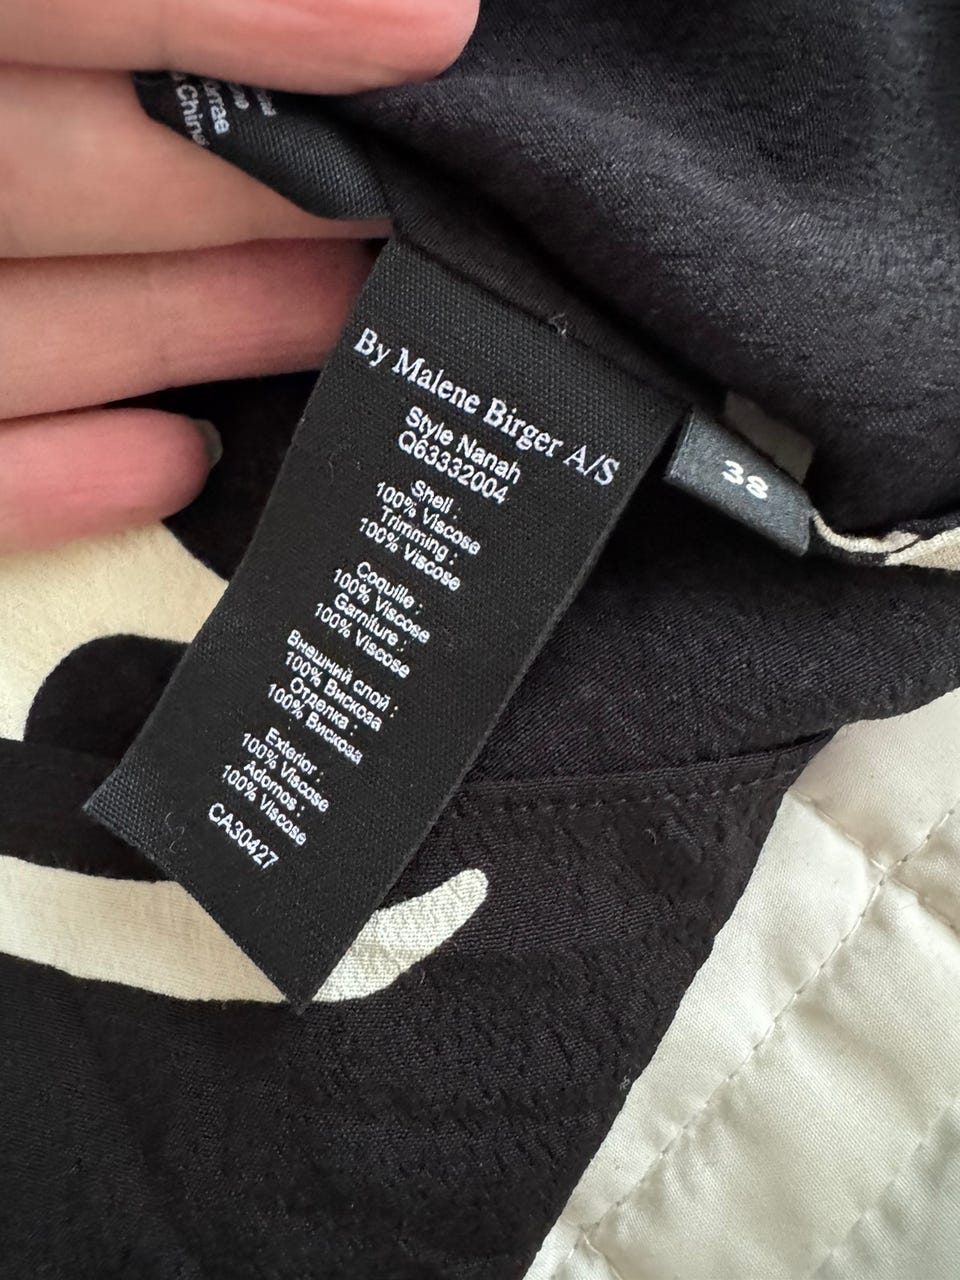 China
By Malene Birger A/S
Style Nanah
Q63332004
Shell :
100% Viscose
Trimming :
100% Viscose
Coquille :
100% Viscose
Garniture :
100% Viscose
Внешний слой :
100% Вискоза
Отделка :
100% Вискоза
Exterior :
100% Viscose
Adornos :
100% Viscose
CA30427
38